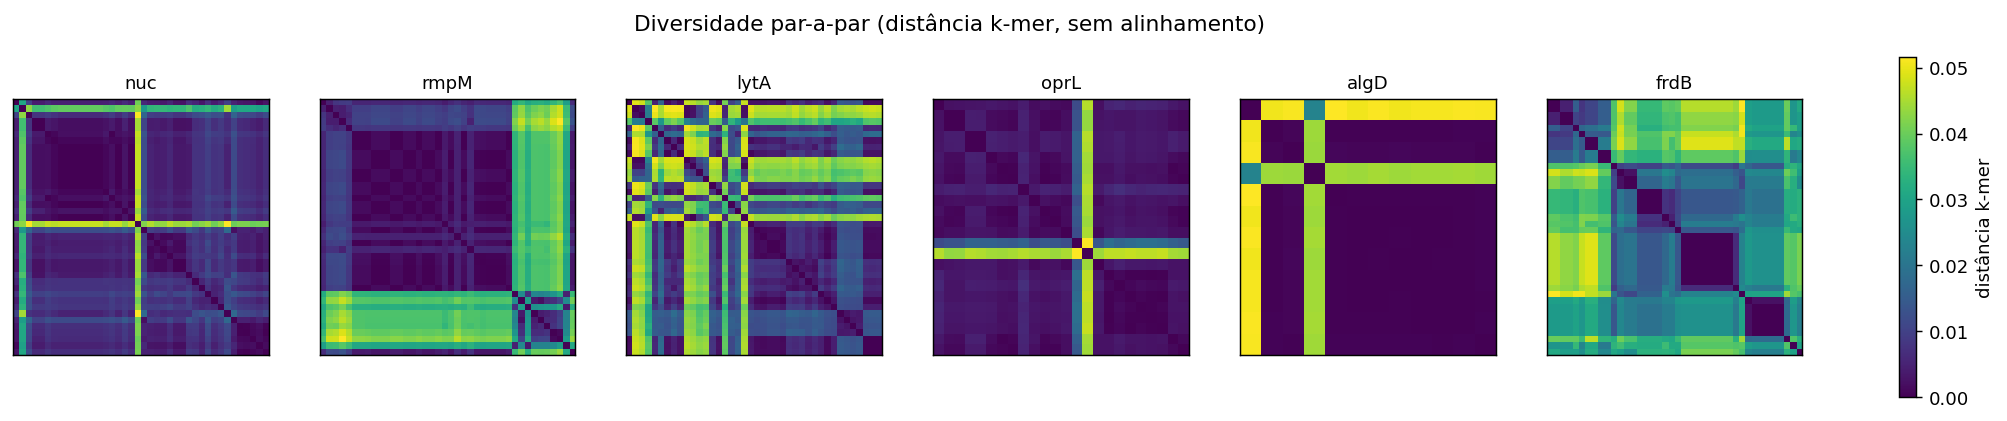 Diversidade par-a-par (distância k-mer, sem alinhamento)
nuc
rmpM
lytA
oprL
algD
frdB
0.05
0.04
0.03
0.02
0.01
0.00
distância k-mer